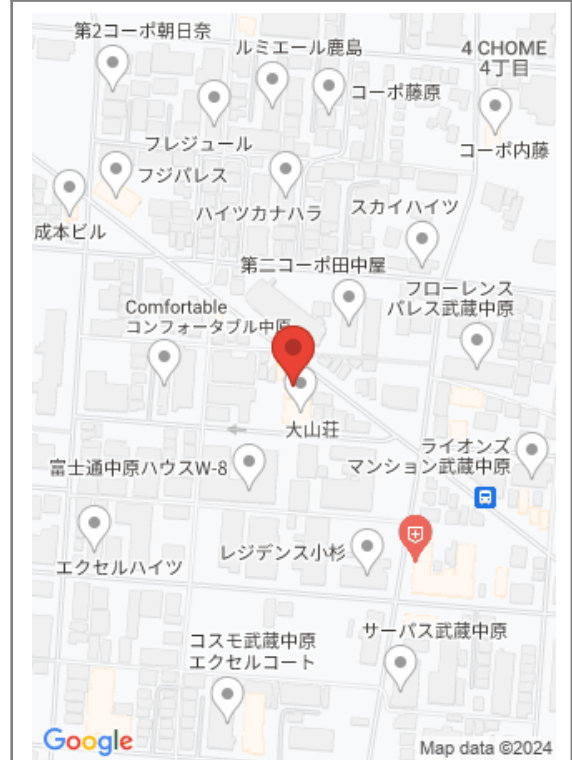 第2コーポ朝日奈
ルミエール鹿島
4 CHOME
4丁目
コーポ藤原
フレジュール
コーポ内藤
フジパレス
ハイツカナハラ
スカイハイツ
成本ビル
第二コーポ田中屋
フローレンス
パレス武蔵中原
Comfortable
コンフォータブル中原
大山荘
ライオンズ
マンション武蔵中原
富士通中原ハウスW-8
レジデンス小杉
エクセルハイツ
サーパス武蔵中原
コスモ武蔵中原
エクセルコート
Google
Map data ©2024